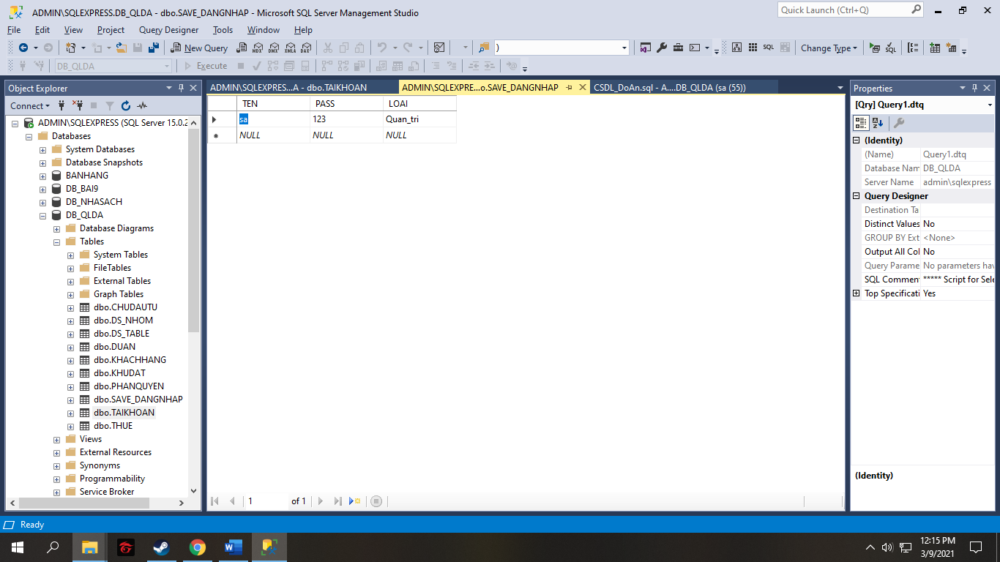 ADMIN\SQLEXPRESS.DB_QLDA - dbo.SAVE_DANGNHAP - Microsoft SQL Server Management Studio
Quick Launch (Ctrl+Q)
File Edit View Project Query Designer Tools Window Help
New Query MDX DMX XMLA DAX ) SQL Change Type SQL
DB_QLDA Execute
Object Explorer
Connect
ADMIN\SQLEXPRESS (SQL Server 15.0.2
Databases
System Databases
Database Snapshots
BANHANG
DB_BAI9
DB_NHASACH
DB_QLDA
Database Diagrams
Tables
System Tables
FileTables
External Tables
Graph Tables
dbo.CHUDAUTU
dbo.DS_NHOM
dbo.DS_TABLE
dbo.DUAN
dbo.KHACHHANG
dbo.KHUDAT
dbo.PHANQUYEN
dbo.SAVE_DANGNHAP
dbo.TAIKHOAN
dbo.THUE
Views
External Resources
Synonyms
Programmability
Service Broker
ADMIN\SQLEXPRES...A - dbo.TAIKHOAN ADMIN\SQLEXPRE...o.SAVE_DANGNHAP CSDL_DoAn.sql - A....DB_QLDA (sa (55))
TEN PASS LOAI
sa 123 Quan_tri
NULL NULL NULL
1 of 1
Properties
[Qry] Query1.dtq
(Identity)
(Name) Query1.dtq
Database Nam DB_QLDA
Server Name admin\sqlexpress
Query Designer
Destination Ta
Distinct Values No
GROUP BY Ext <None>
Output All Col No
Query Parame No parameters hav
SQL Comment ***** Script for Sele
Top Specificati Yes
(Identity)
Ready
12:15 PM
3/9/2021